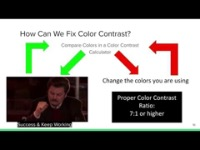 How Can We Fix Color Contrast?
Compare Colors in a Color Contrast
Calculator
Change the colors you are using
Success & Keep Working
Proper Color Contrast
Ratio:
7:1 or higher